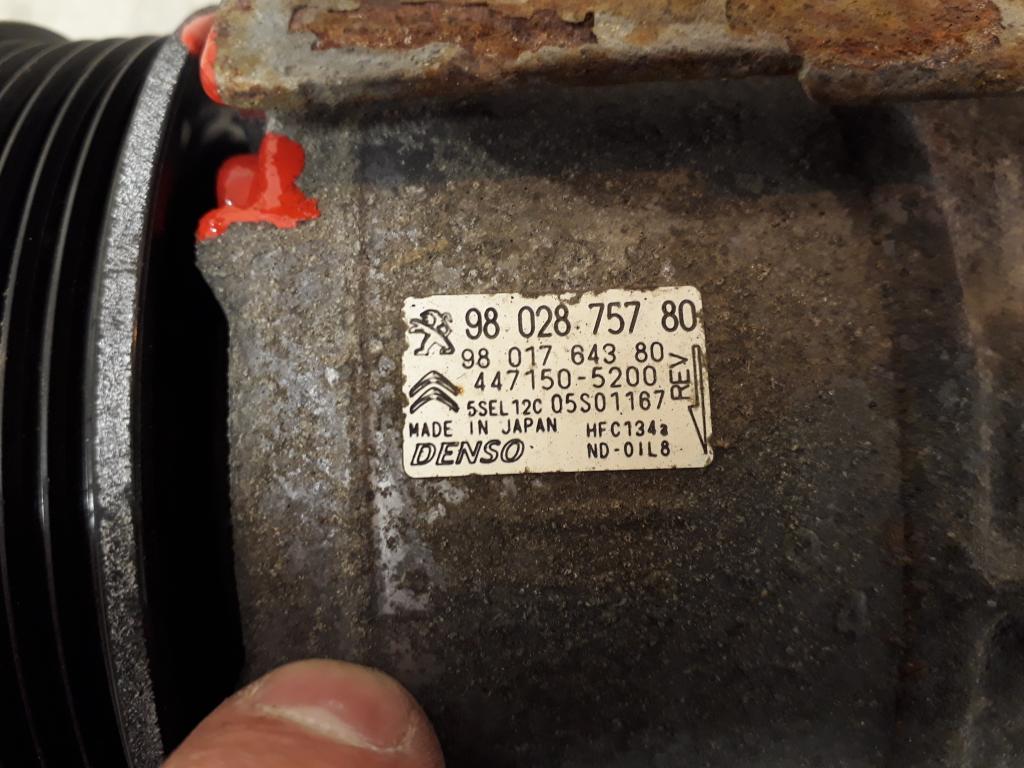 98 028 757 80
98 017 643 80
447150-5200
REV
5SEL12C 05S01167
MADE IN JAPAN HFC134a
DENSO ND-OIL8